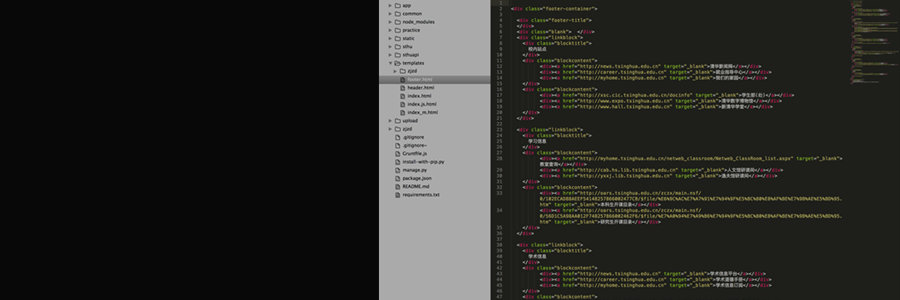 app
common
node_modules
practice
static
sthu
sthuapi
templates
zjzd
footer.html
header.html
index.html
index.js.html
index_m.html
upload
zjzd
.gitignore
.gitignore~
Gruntfile.js
install-with-pip.py
manage.py
package.json
README.md
requirements.txt
1
2 <div class="footer-container">
3
4 <div class="footer-title">
5 </div>
6 <div class="blank">  </div>
7 <div class="linkblock">
8 <div class="blocktitle">
9 校内站点
10 </div>
11 <div class="blockcontent">
12 <div><a href="http://news.tsinghua.edu.cn" target="_blank">清华新闻网</a></div>
13 <div><a href="http://career.tsinghua.edu.cn" target="_blank">就业指导中心</a></div>
14 <div><a href="http://myhome.tsinghua.edu.cn" target="_blank">我们的家园</a></div>
15 </div>
16 <div class="blockcontent">
17 <div><a href="http://xsc.cic.tsinghua.edu.cn/docinfo" target="_blank">学生部(处)</a></div>
18 <div><a href="http://www.expo.tsinghua.edu.cn" target="_blank">清华数字博物馆</a></div>
19 <div><a href="http://www.hall.tsinghua.edu.cn" target="_blank">新清华学堂</a></div>
20 </div>
21 </div>
22
23 <div class="linkblock">
24 <div class="blocktitle">
25 学习信息
26 </div>
27 <div class="blockcontent">
28 <div><a href="http://myhome.tsinghua.edu.cn/netweb_classroom/Netweb_ClassRoom_list.aspx" target="_blank">
教室查询</a></div>
29 <div><a href="http://cab.hs.lib.tsinghua.edu.cn" target="_blank">人文馆研读间</a></div>
30 <div><a href="http://yxxj.lib.tsinghua.edu.cn" target="_blank">逸夫馆研读间</a></div>
31 </div>
32 <div class="blockcontent">
33 <div><a href="http://oars.tsinghua.edu.cn/zczx/main.nsf/
htm" target="_blank">本科生开课目录</a></div>
34 <div><a href="http://oars.tsinghua.edu.cn/zczx/main.nsf/
htm" target="_blank">研究生开课目录</a></div>
35 </div>
36 </div>
37
38 <div class="linkblock">
39 <div class="blocktitle">
40 学术信息
41 </div>
42 <div class="blockcontent">
43 <div><a href="http://news.tsinghua.edu.cn" target="_blank">学术信息平台</a></div>
44 <div><a href="http://career.tsinghua.edu.cn" target="_blank">学术道德手册</a></div>
45 <div><a href="http://myhome.tsinghua.edu.cn" target="_blank">学术信息订阅</a></div>
46 </div>
47 <div class="blockcontent">